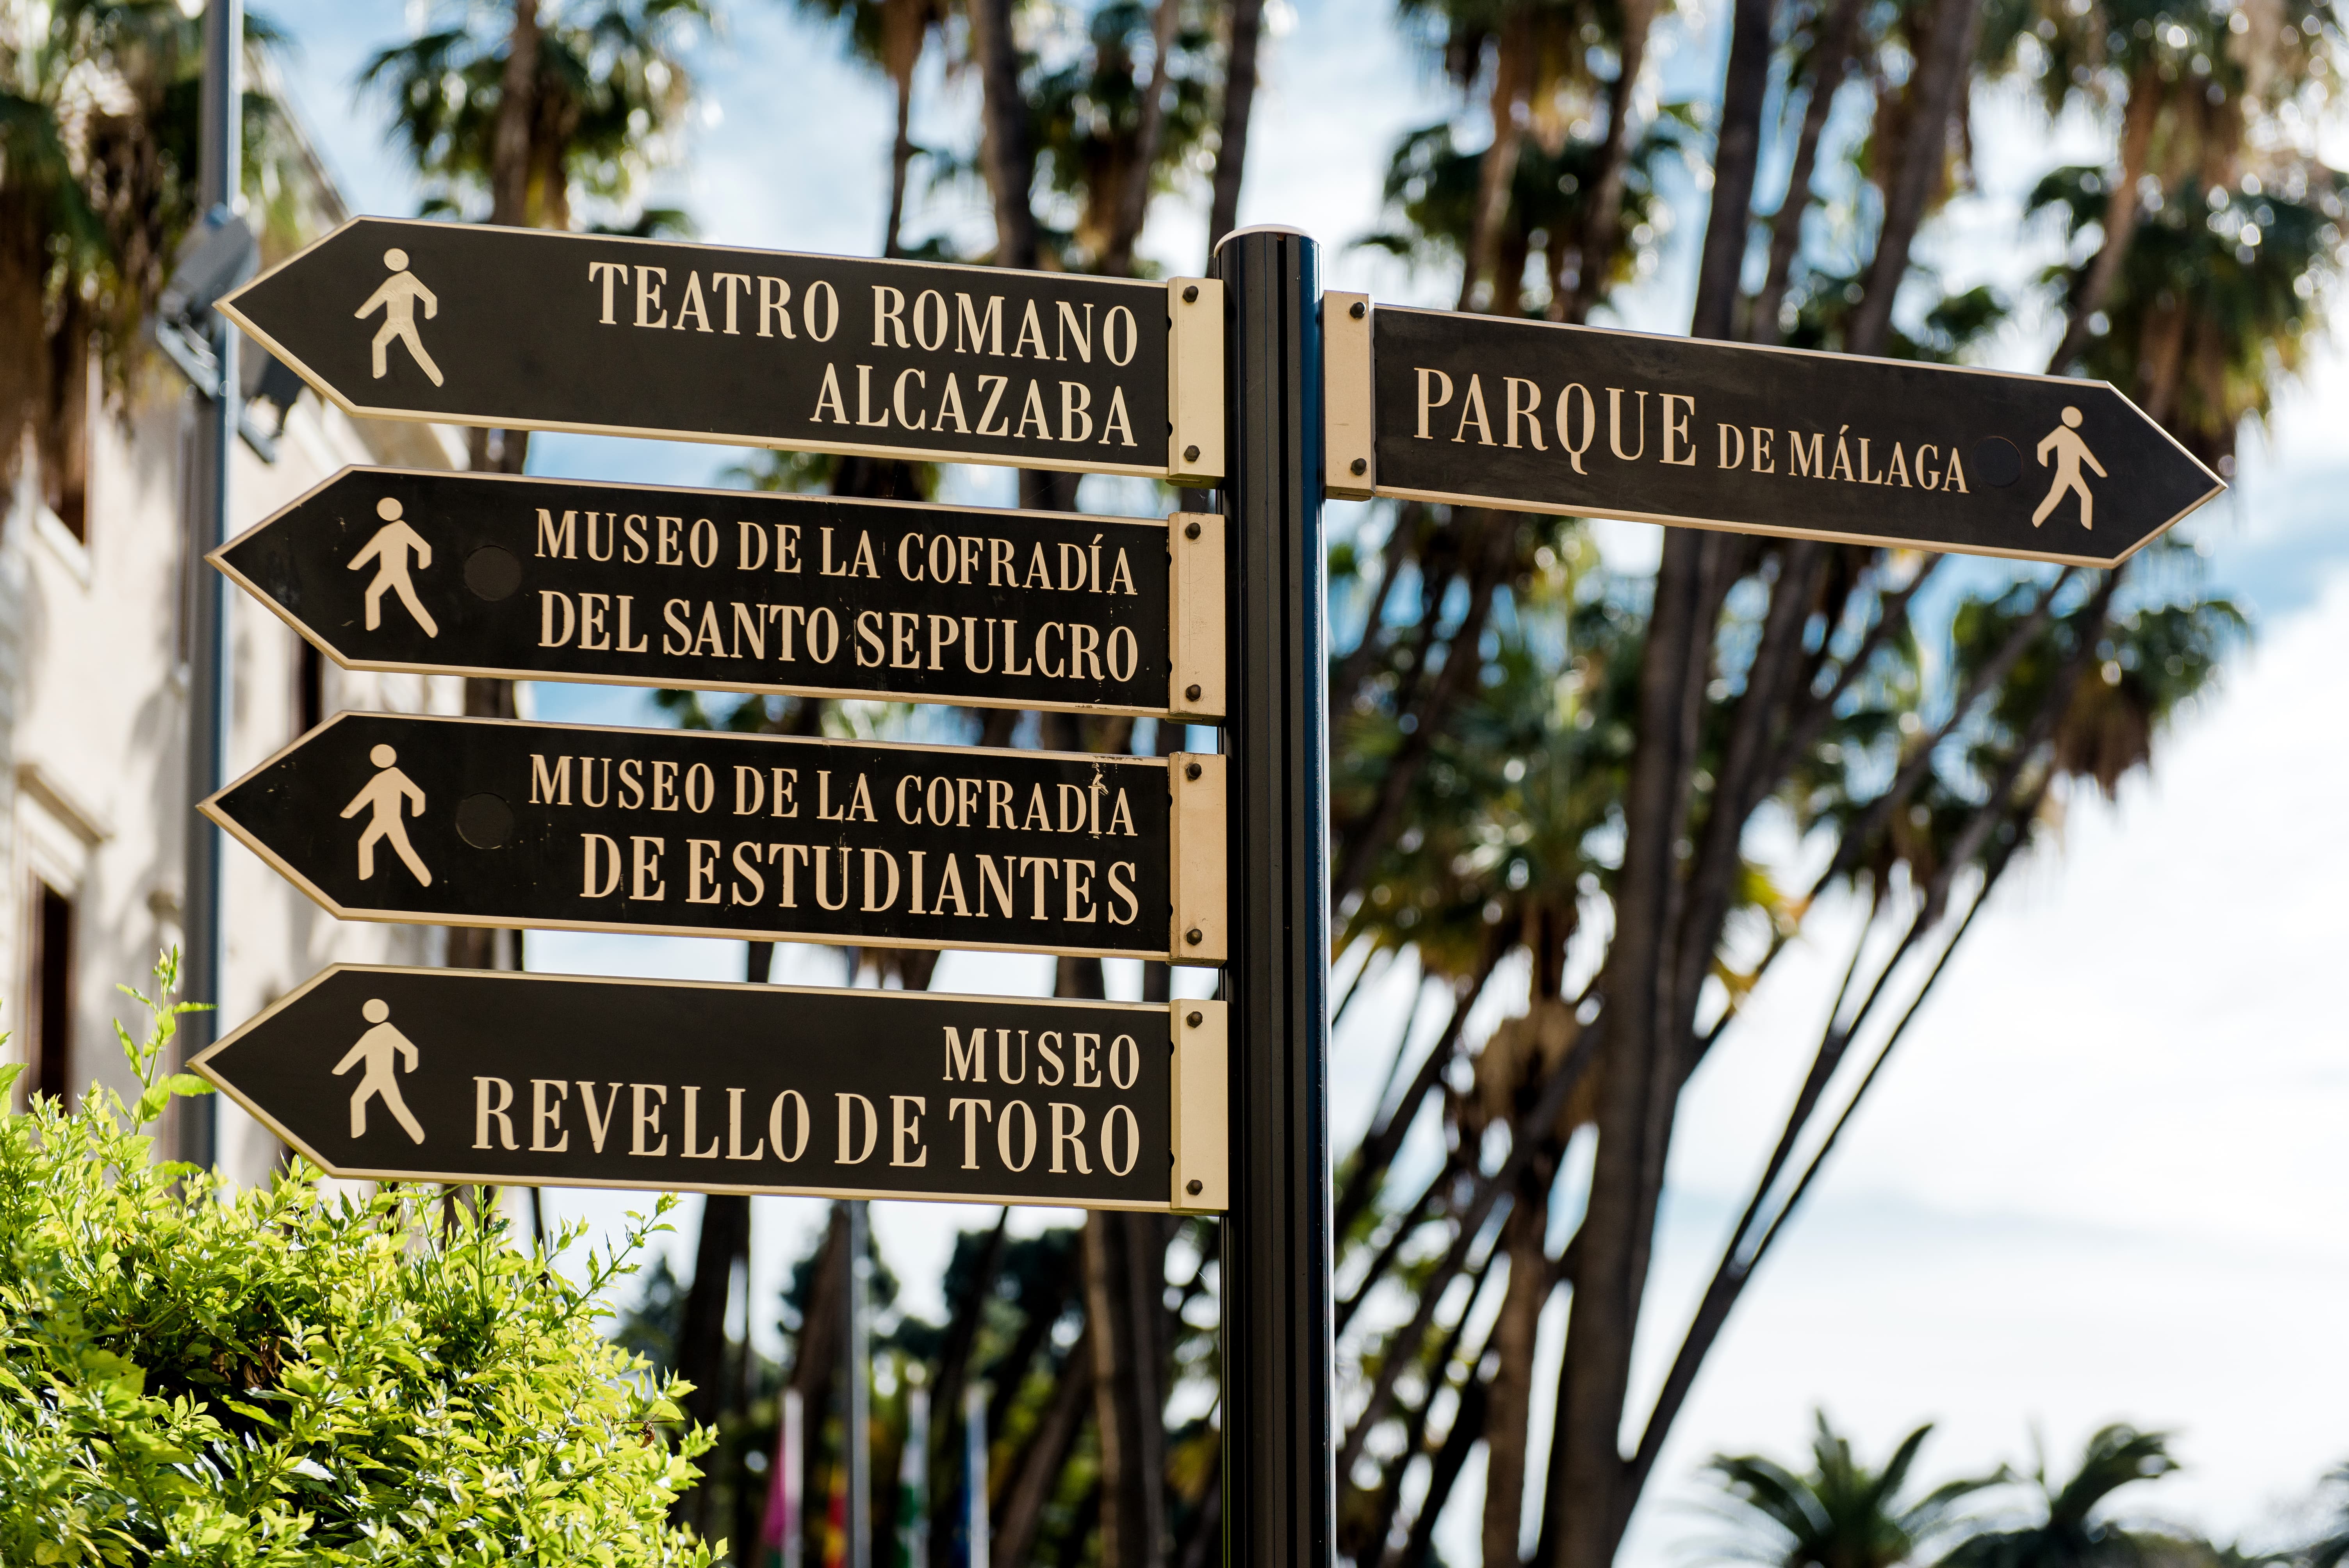 TEATRO ROMANO
ALCAZABA
MUSEO DE LA COFRADÍA
DEL SANTO SEPULCRO
MUSEO DE LA COFRADÍA
DE ESTUDIANTES
MUSEO
REVELLO DE TORO
PARQUE DE MÁLAGA